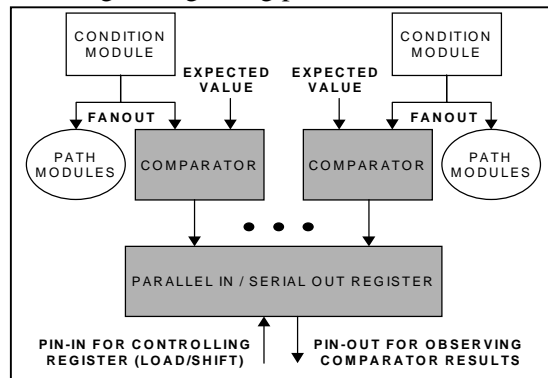 CONDITION
MODULE
CONDITION
MODULE
EXPECTED
VALUE
EXPECTED
VALUE
FANOUT
FANOUT
PATH
MODULES
COMPARATOR
COMPARATOR
PATH
MODULES
PARALLEL IN / SERIAL OUT REGISTER
PIN-IN FOR CONTROLLING
REGISTER (LOAD/SHIFT)
PIN-OUT FOR OBSERVING
COMPARATOR RESULTS